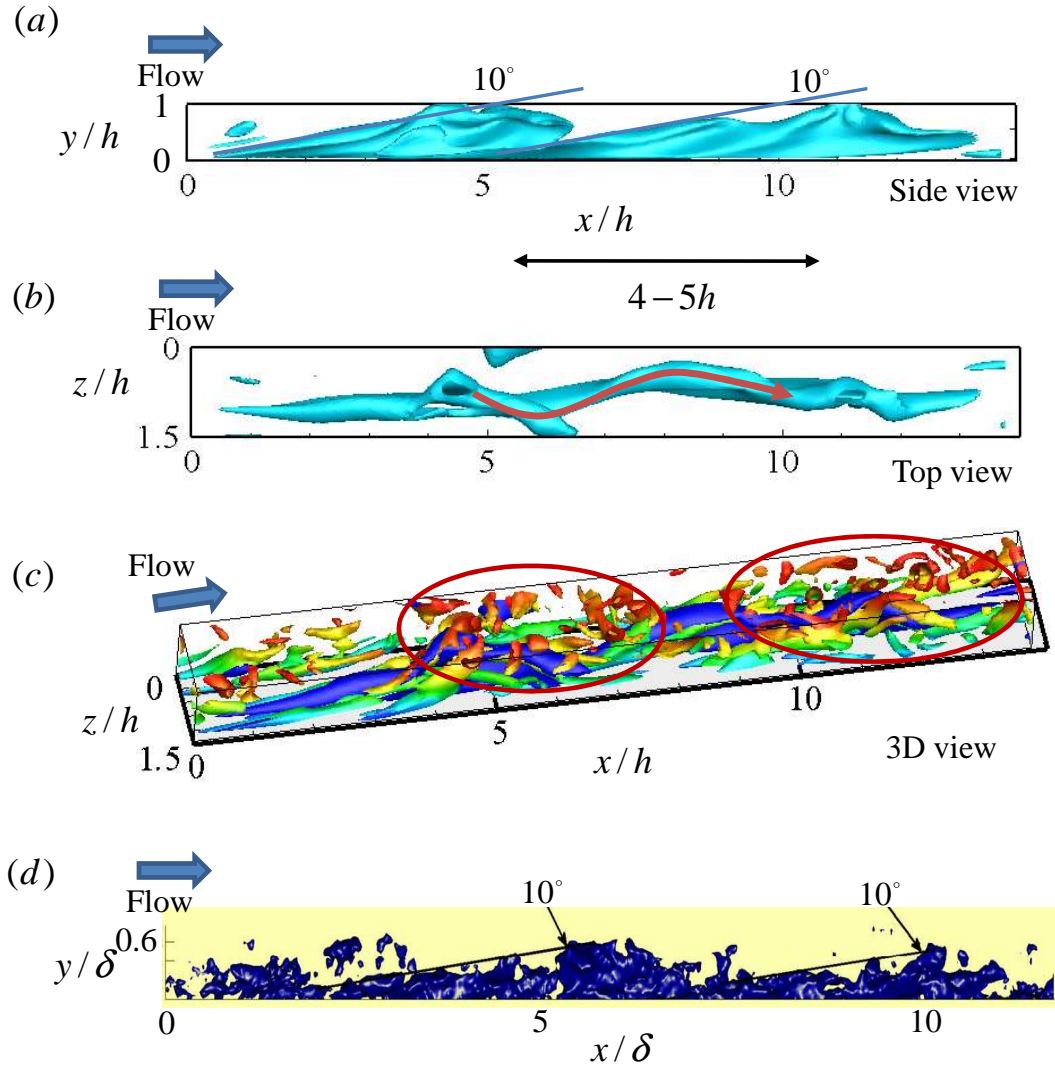 (a)
Flow
10°
10°
1
y/h
0
0
5
10
Side view
x/h
4 – 5h
(b)
Flow
0
z/h
1.5
0
5
10
Top view
(c)
Flow
0
z/h
1.5
0
5
10
x/h
3D view
(d)
Flow
10°
10°
0.6
y/δ
0
5
10
x/δ